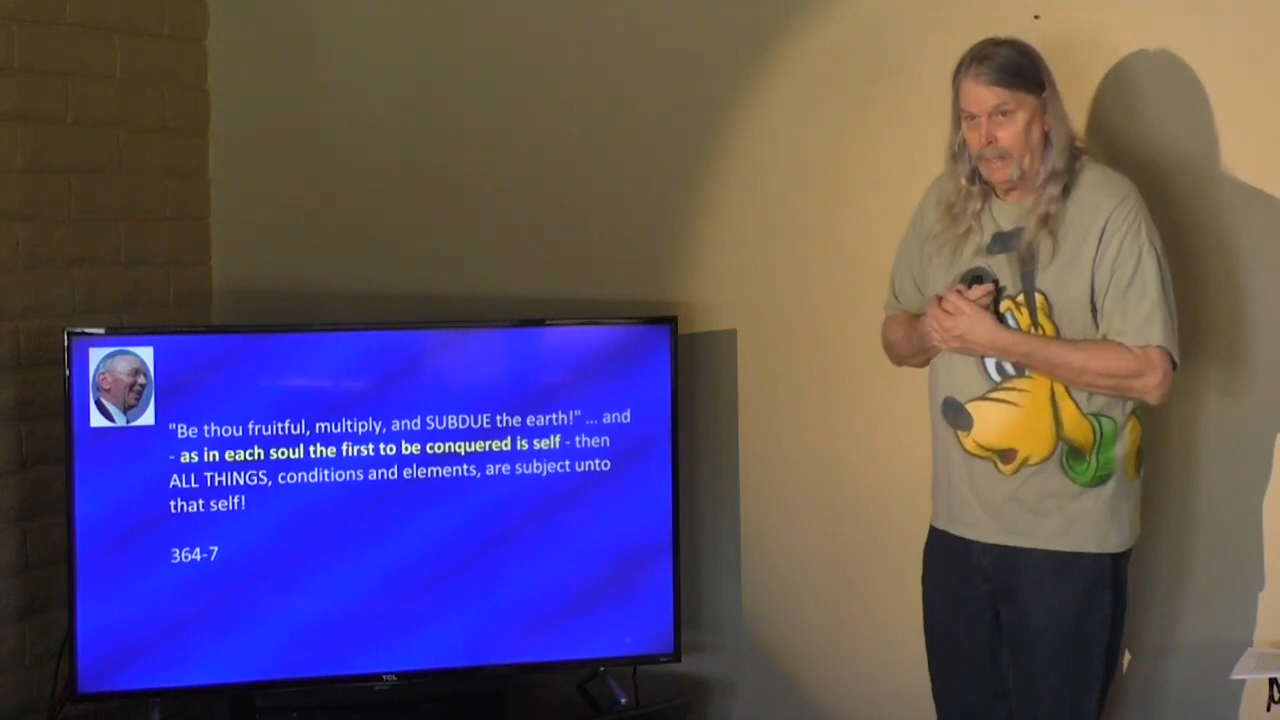 "Be thou fruitful, multiply, and SUBDUE the earth!" ... and
- as in each soul the first to be conquered is self - then
ALL THINGS, conditions and elements, are subject unto
that self!
364-7
TCL